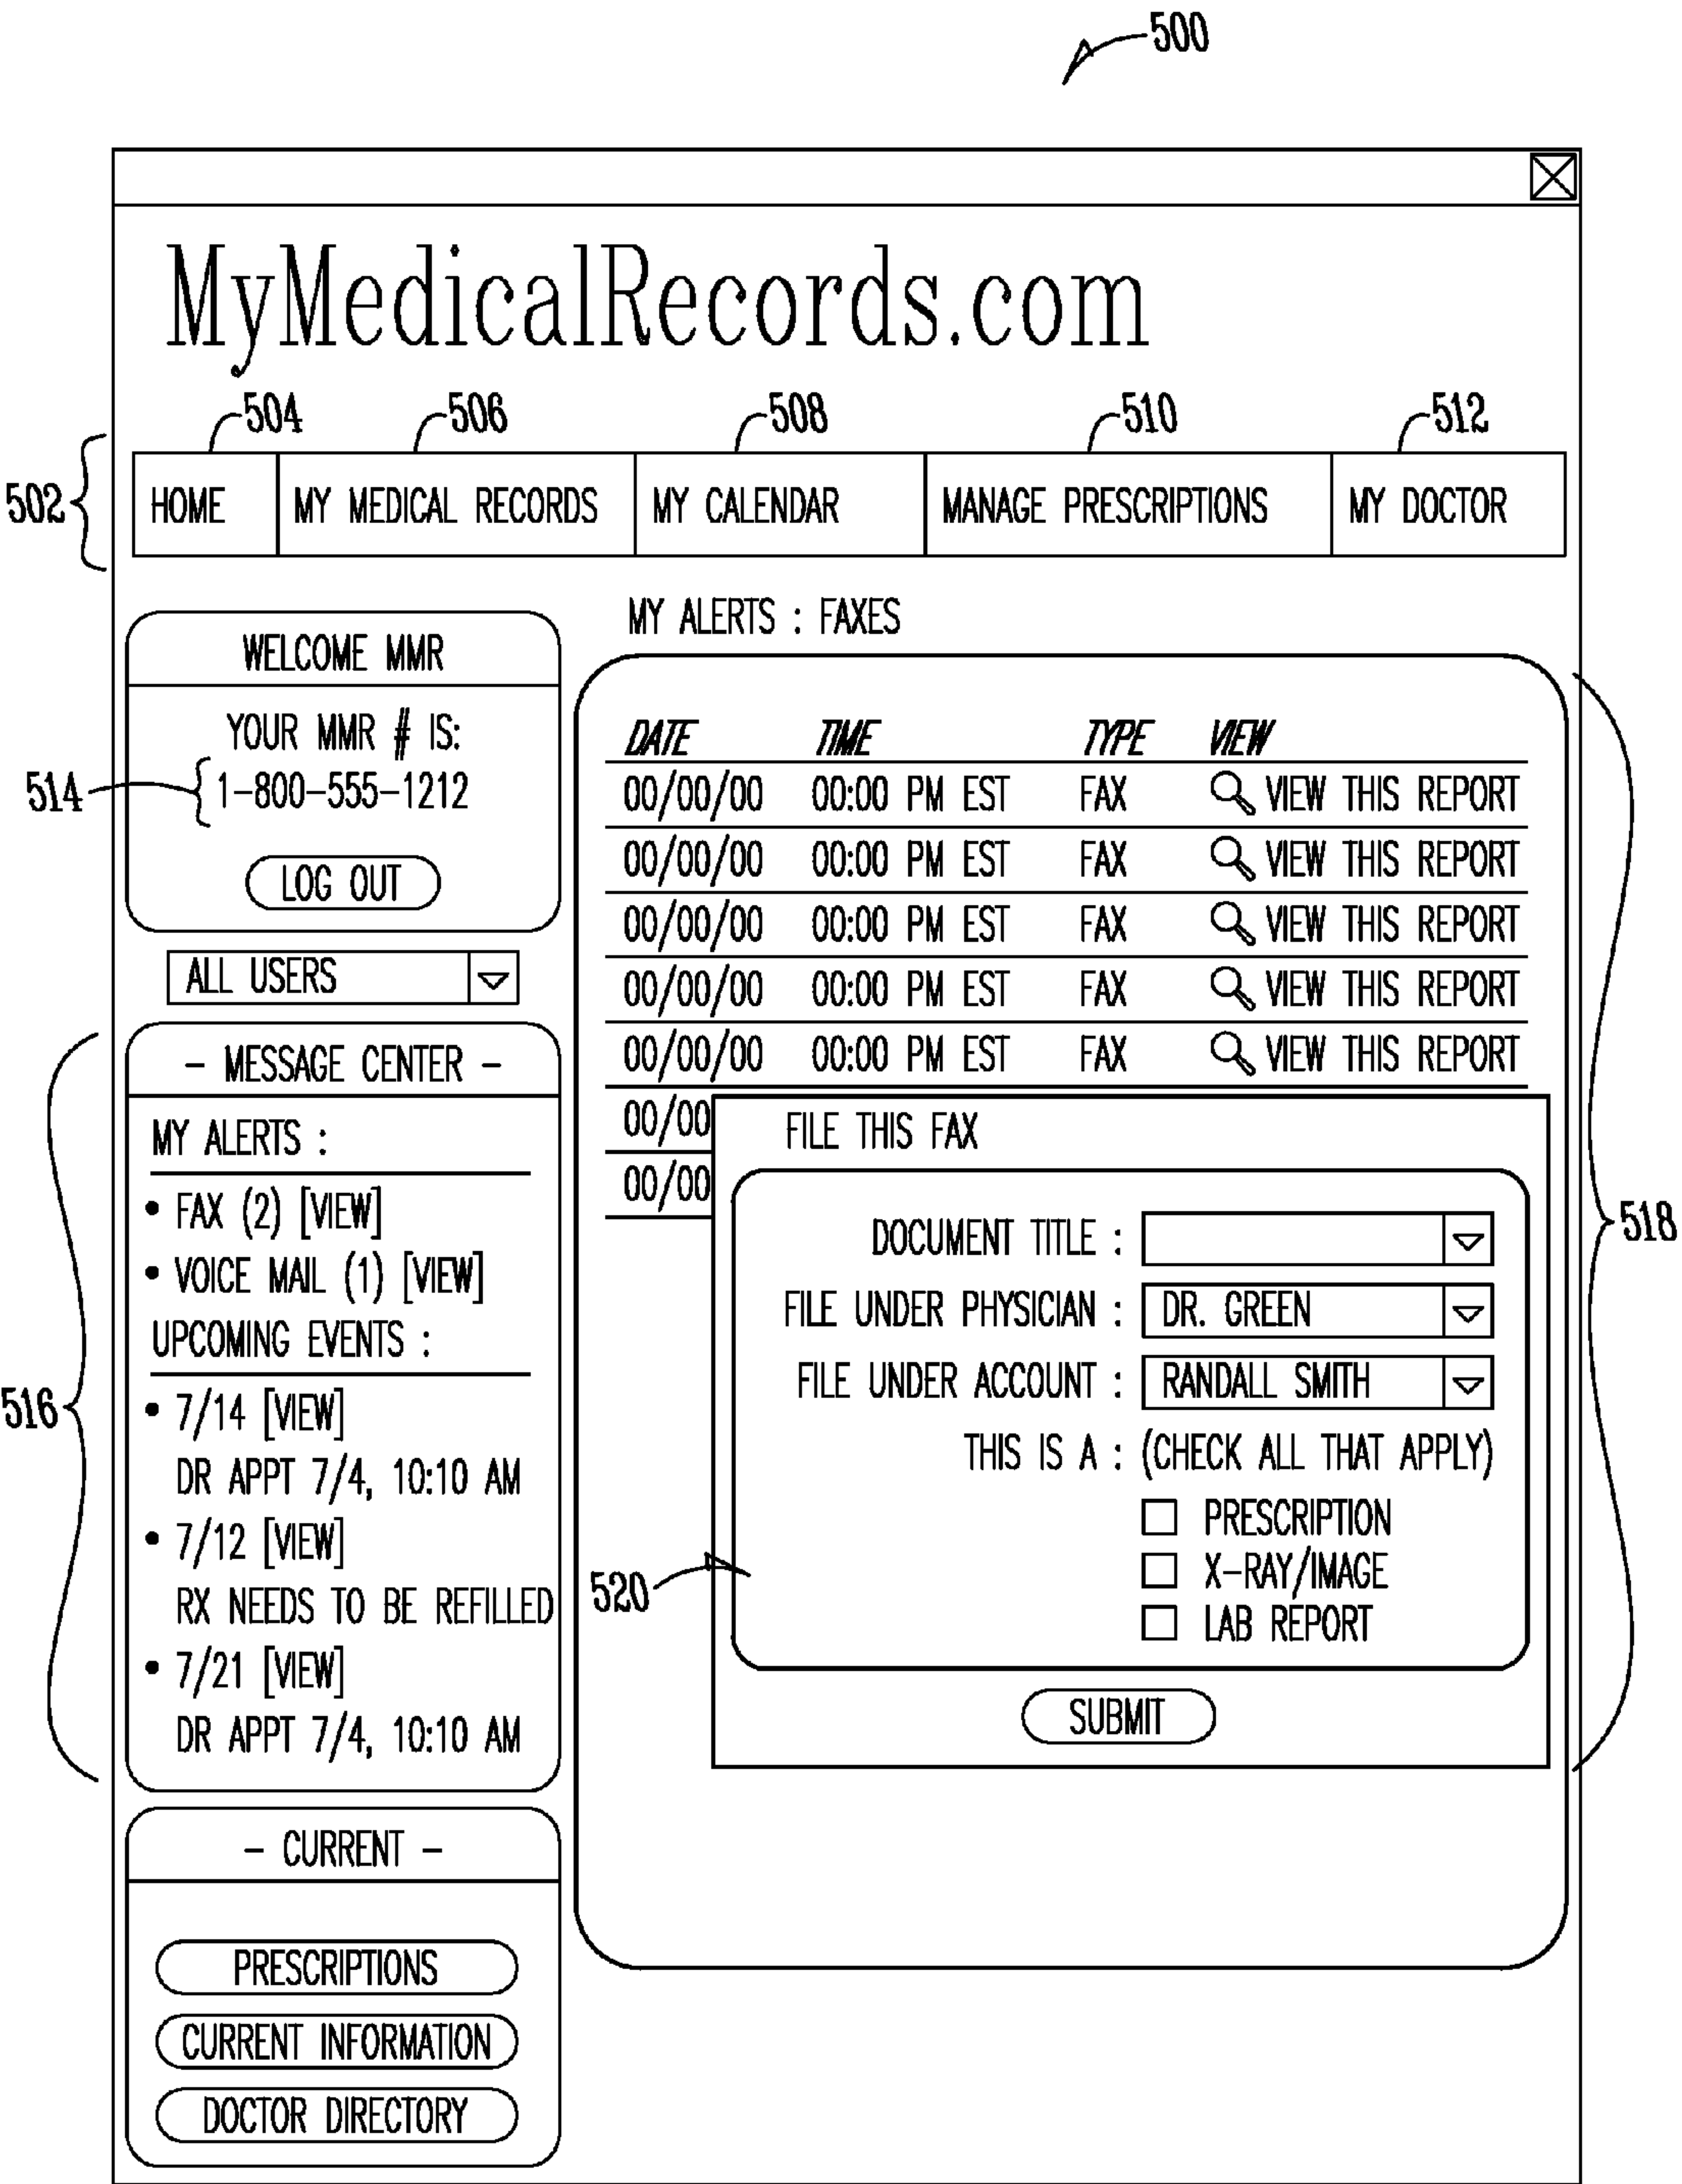 500
MyMedicalRecords.com
504 506 508 510 512
502
HOME MY MEDICAL RECORDS MY CALENDAR MANAGE PRESCRIPTIONS MY DOCTOR
WELCOME MMR
YOUR MMR # IS:
514
1-800-555-1212
LOG OUT
ALL USERS
516
- MESSAGE CENTER -
MY ALERTS :
• FAX (2) [VIEW]
• VOICE MAIL (1) [VIEW]
UPCOMING EVENTS :
• 7/14 [VIEW]
DR APPT 7/4, 10:10 AM
• 7/12 [VIEW]
RX NEEDS TO BE REFILLED
• 7/21 [VIEW]
DR APPT 7/4, 10:10 AM
- CURRENT -
PRESCRIPTIONS
CURRENT INFORMATION
DOCTOR DIRECTORY
MY ALERTS : FAXES
DATE TIME TYPE VIEW
00/00/00 00:00 PM EST FAX VIEW THIS REPORT
00/00/00 00:00 PM EST FAX VIEW THIS REPORT
00/00/00 00:00 PM EST FAX VIEW THIS REPORT
00/00/00 00:00 PM EST FAX VIEW THIS REPORT
00/00/00 00:00 PM EST FAX VIEW THIS REPORT
00/00
00/00
518
FILE THIS FAX
DOCUMENT TITLE :
FILE UNDER PHYSICIAN : DR. GREEN
FILE UNDER ACCOUNT : RANDALL SMITH
THIS IS A : (CHECK ALL THAT APPLY)
PRESCRIPTION
X-RAY/IMAGE
LAB REPORT
520
SUBMIT